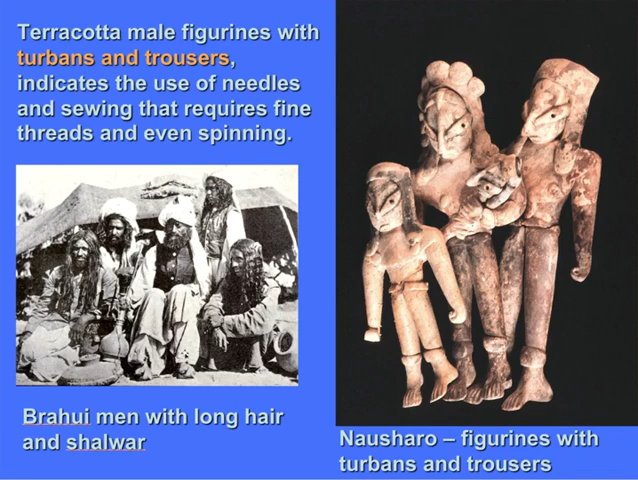 Terracotta male figurines with
turbans and trousers,
indicates the use of needles
and sewing that requires fine
threads and even spinning.
Brahui men with long hair
and shalwar
Nausharo – figurines with
turbans and trousers